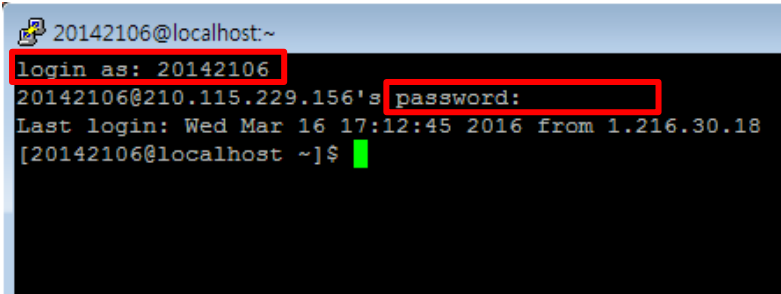 20142106@localhost:~
login as: 20142106
20142106@210.115.229.156's password:
Last login: Wed Mar 16 17:12:45 2016 from 1.216.30.18
[20142106@localhost ~]$